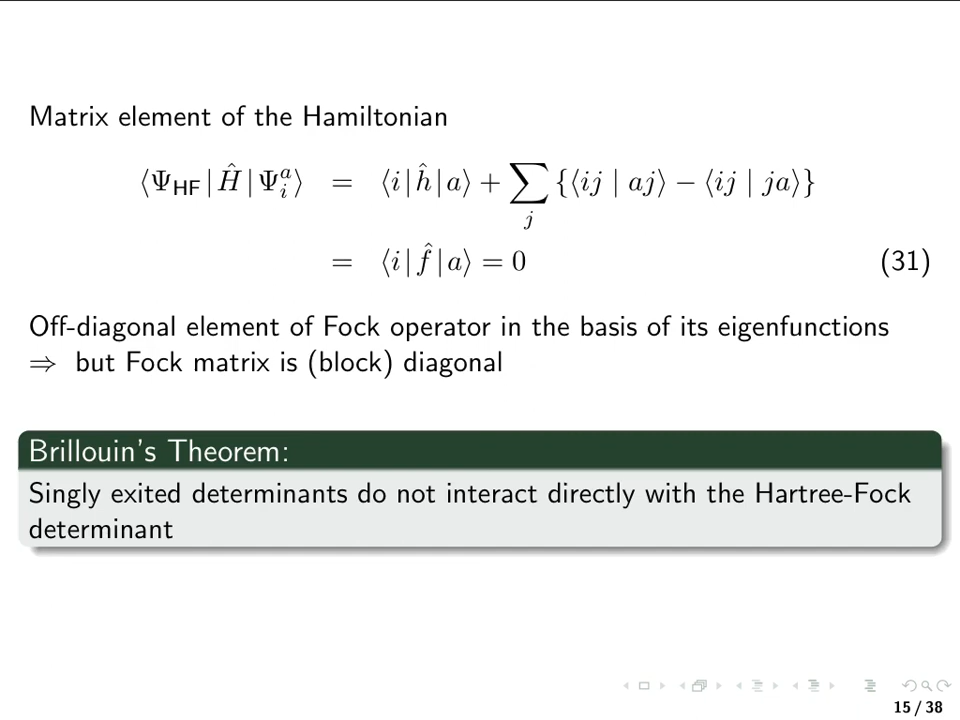 Matrix element of the Hamiltonian
⟨Ψ_HF | Ĥ | Ψ_i^a⟩ = ⟨i | ĥ | a⟩ + ∑_j {⟨ij | aj⟩ − ⟨ij | ja⟩}
= ⟨i | f̂ | a⟩ = 0 (31)
Off-diagonal element of Fock operator in the basis of its eigenfunctions
⇒ but Fock matrix is (block) diagonal
Brillouin's Theorem:
Singly exited determinants do not interact directly with the Hartree-Fock
determinant
15 / 38